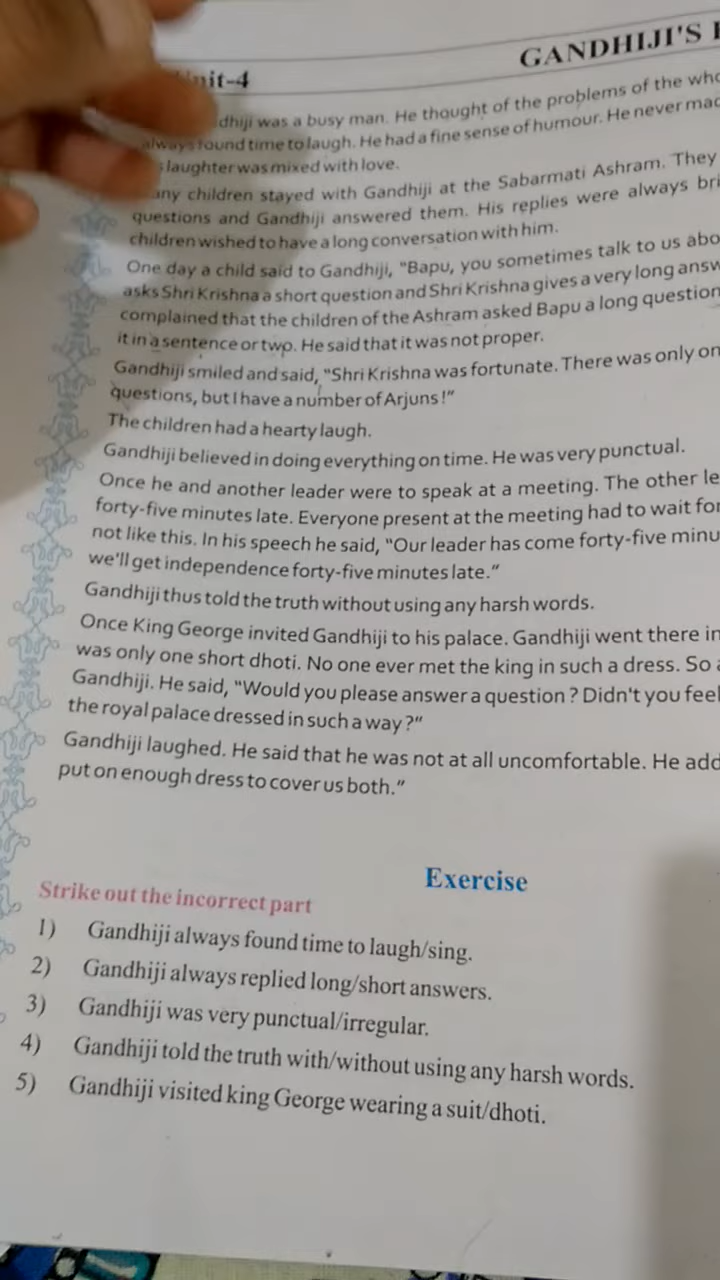 Unit-4
GANDHIJI'S
was a busy man. He thought of the problems of the
always found time to laugh. He had a fine sense of humour. He never
laughter was mixed with love.
children stayed with Gandhiji at the Sabarmati Ashram. They
questions and Gandhiji answered them. His replies were always
children wished to have a long conversation with him.
One day a child said to Gandhiji, "Bapu, you sometimes talk to us
asks Shri Krishna a short question and Shri Krishna gives a very long
complained that the children of the Ashram asked Bapu a long question
it in a sentence or two. He said that it was not proper.
Gandhiji smiled and said, "Shri Krishna was fortunate. There was only
questions, but I have a number of Arjuns !"
The children had a hearty laugh.
Gandhiji believed in doing everything on time. He was very punctual.
Once he and another leader were to speak at a meeting. The other
forty-five minutes late. Everyone present at the meeting had to wait
not like this. In his speech he said, "Our leader has come forty-five
we'll get independence forty-five minutes late."
Gandhiji thus told the truth without using any harsh words.
Once King George invited Gandhiji to his palace. Gandhiji went there
was only one short dhoti. No one ever met the king in such a dress. So
Gandhiji. He said, "Would you please answer a question ? Didn't you feel
the royal palace dressed in such a way ?"
Gandhiji laughed. He said that he was not at all uncomfortable. He
put on enough dress to cover us both."
Exercise
Strike out the incorrect part
1) Gandhiji always found time to laugh/sing.
2) Gandhiji always replied long/short answers.
3) Gandhiji was very punctual/irregular.
4) Gandhiji told the truth with/without using any harsh words.
5) Gandhiji visited king George wearing a suit/dhoti.